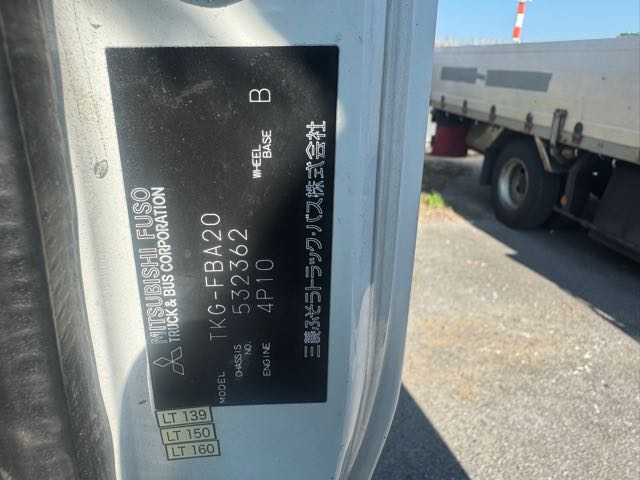 MITSUBISHI FUSO
TRUCK & BUS CORPORATION
MODEL TKG-FBA20
CHASSIS NO. 532362
ENGINE 4P10 WHEEL BASE B
三菱ふそうトラック・バス株式会社
LT 139
LT 150
LT 160